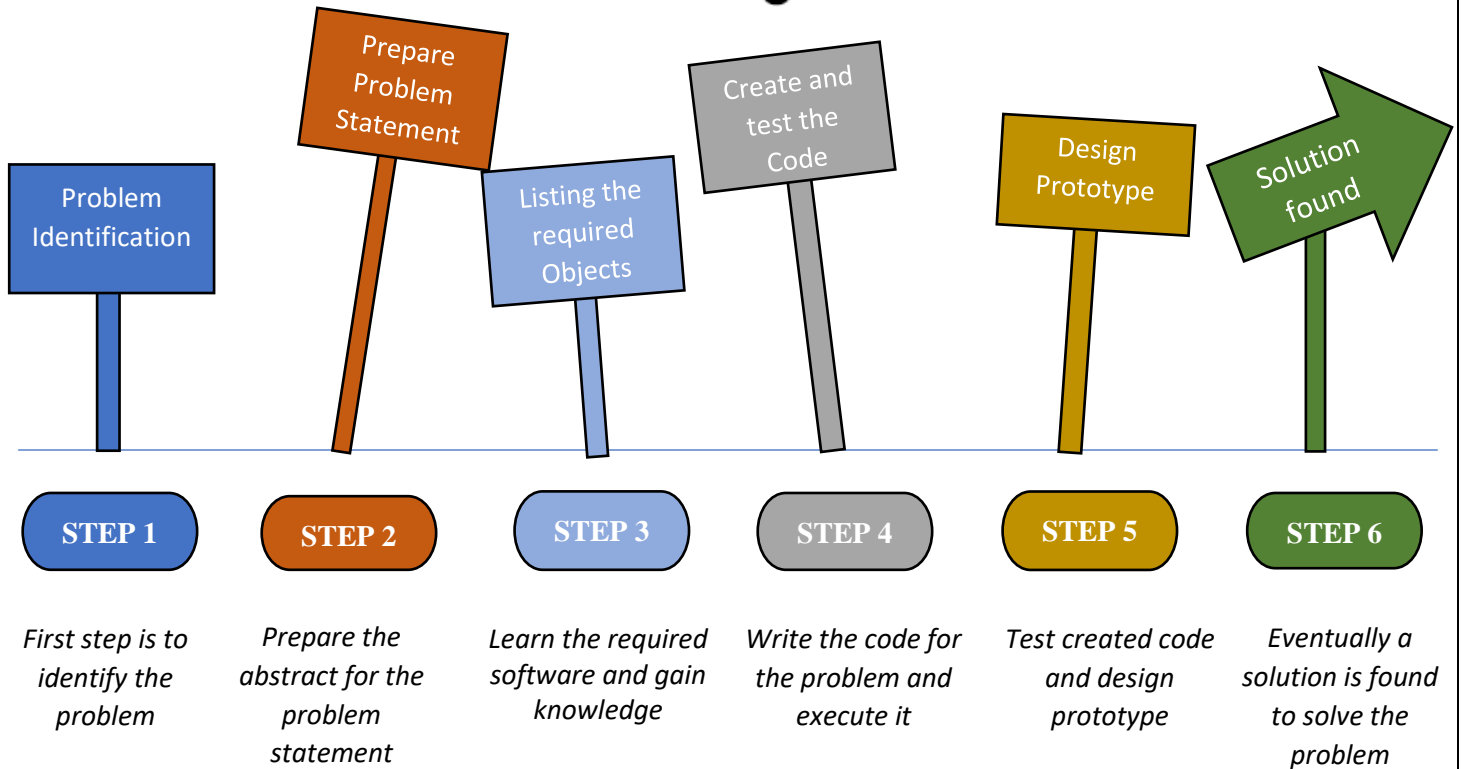 Problem
Identification
Prepare
Problem
Statement
Listing the
required
Objects
Create and
test the
Code
Design
Prototype
Solution
found
STEP 1
STEP 2
STEP 3
STEP 4
STEP 5
STEP 6
First step is to
identify the
problem
Prepare the
abstract for the
problem
statement
Learn the required
software and gain
knowledge
Write the code for
the problem and
execute it
Test created code
and design
prototype
Eventually a
solution is found
to solve the
problem